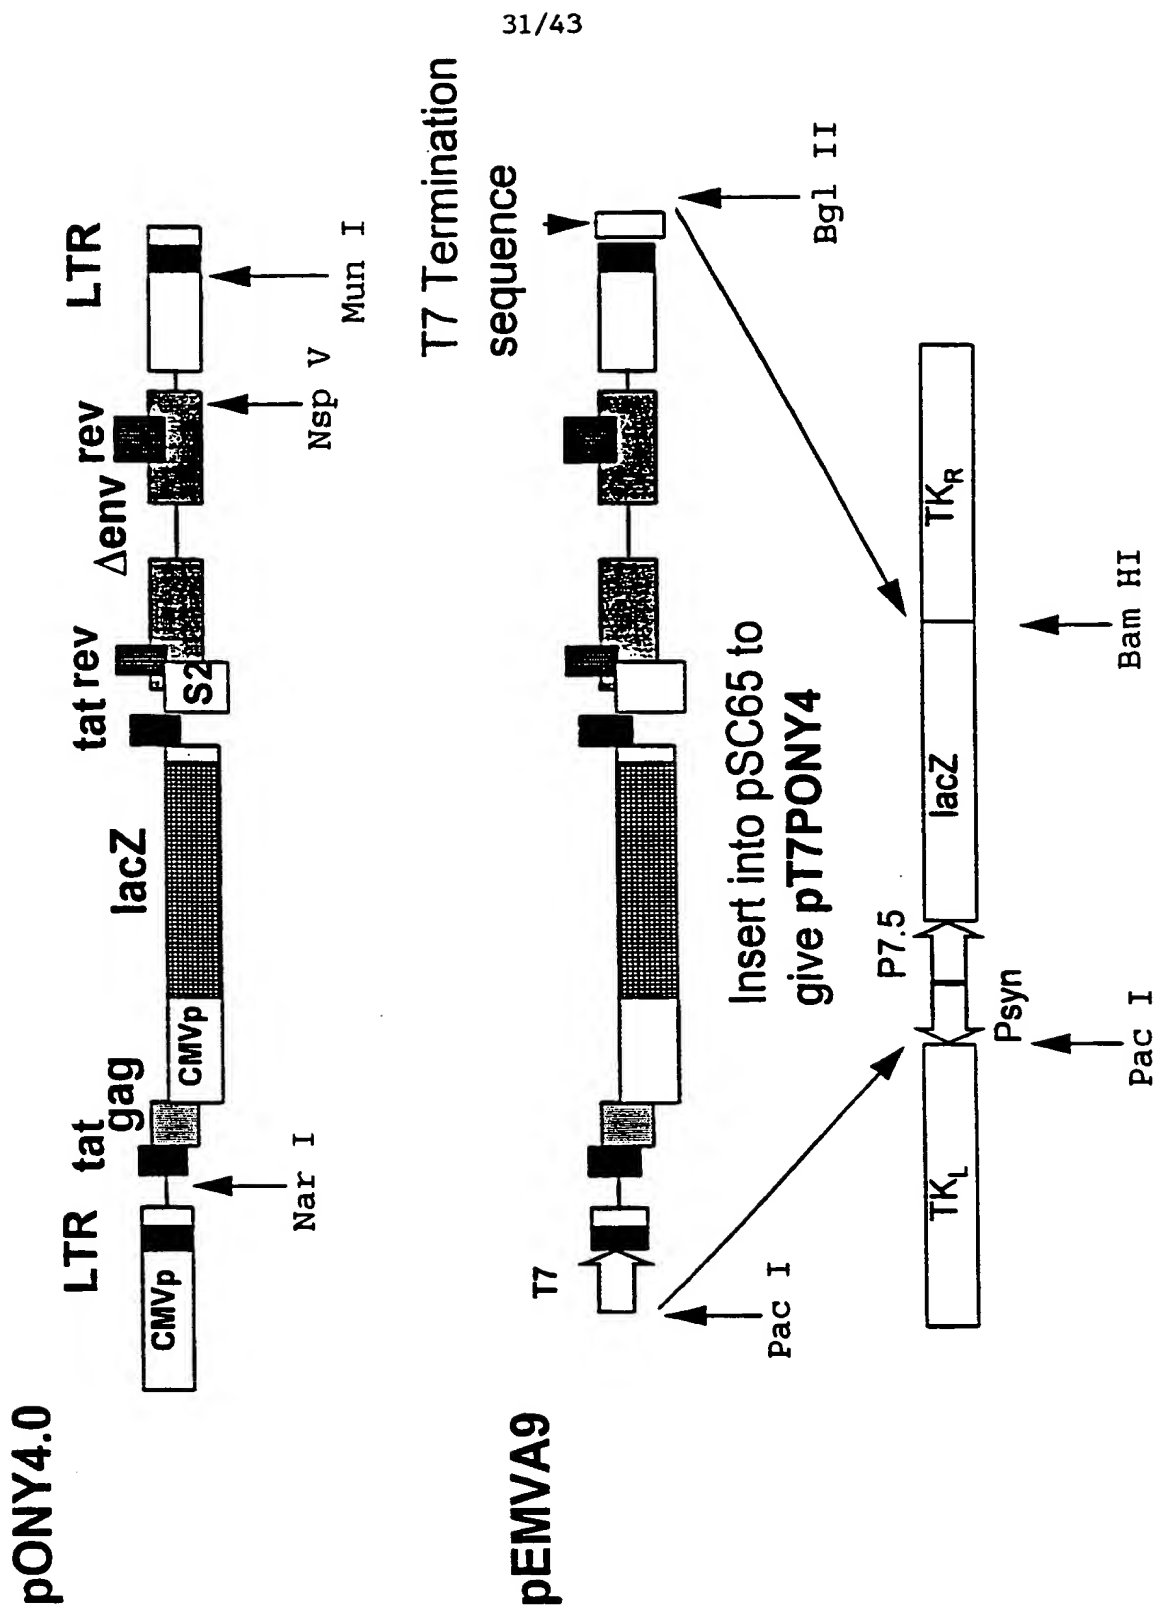 31/43
pONY4.0
LTR
tat
gag
lacZ
tat rev
Δenv
rev
LTR
CMVp
CMVp
S2
Nar I
Nsp V
Mun I
pEMVA9
T7
T7 Termination
sequence
Pac I
Bgl II
Insert into pSC65 to
give pT7PONY4
TKL
Psyn
P7.5
lacZ
TKR
Pac I
Bam HI